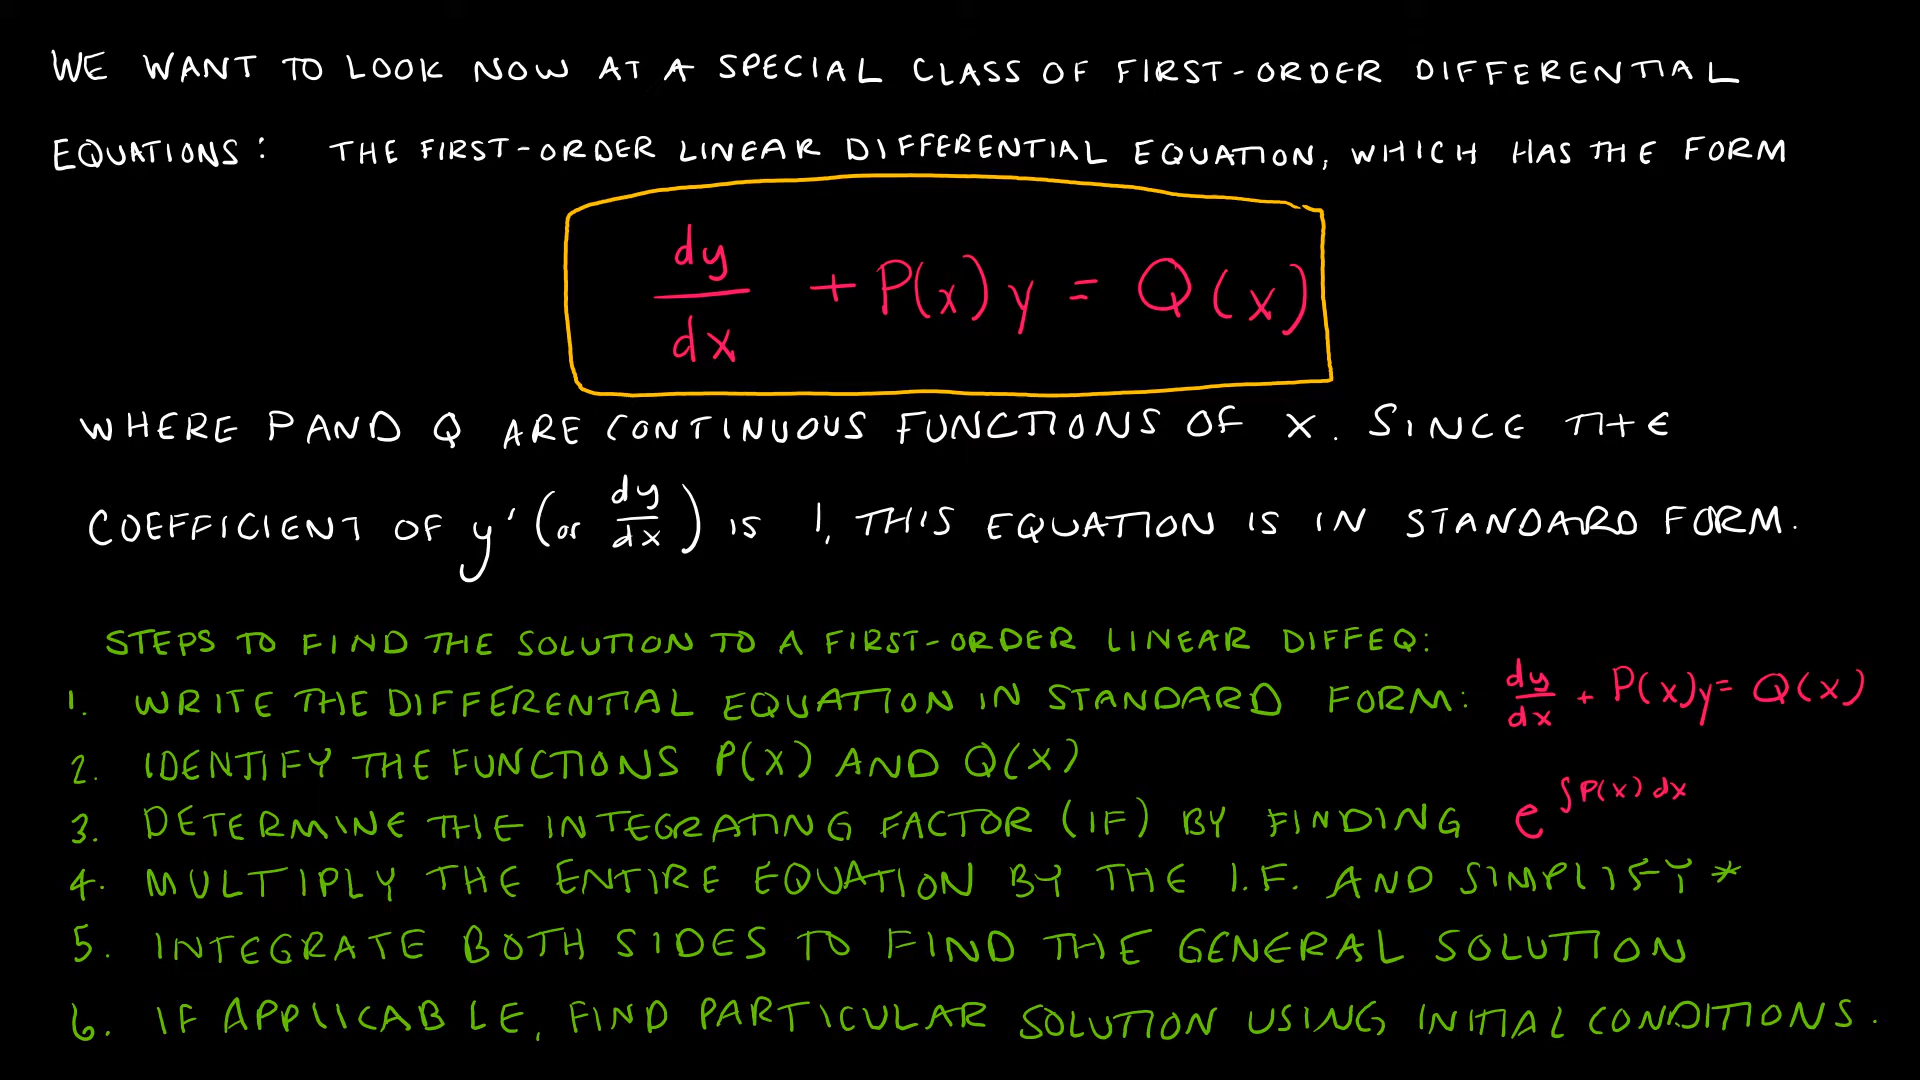 WE WANT TO LOOK NOW AT A SPECIAL CLASS OF FIRST-ORDER DIFFERENTIAL
EQUATIONS: THE FIRST-ORDER LINEAR DIFFERENTIAL EQUATION, WHICH HAS THE FORM
dy/dx + P(x) y = Q(x)
WHERE P AND Q ARE CONTINUOUS FUNCTIONS OF X. SINCE THE
COEFFICIENT OF y' (or dy/dx) IS 1, THIS EQUATION IS IN STANDARD FORM.
STEPS TO FIND THE SOLUTION TO A FIRST-ORDER LINEAR DIFFEQ:
1. WRITE THE DIFFERENTIAL EQUATION IN STANDARD FORM: dy/dx + P(x)y = Q(x)
2. IDENTIFY THE FUNCTIONS P(X) AND Q(X)
3. DETERMINE THE INTEGRATING FACTOR (IF) BY FINDING e^∫P(x)dx
4. MULTIPLY THE ENTIRE EQUATION BY THE I.F. AND SIMPLIFY *
5. INTEGRATE BOTH SIDES TO FIND THE GENERAL SOLUTION
6. IF APPLICABLE, FIND PARTICULAR SOLUTION USING INITIAL CONDITIONS.